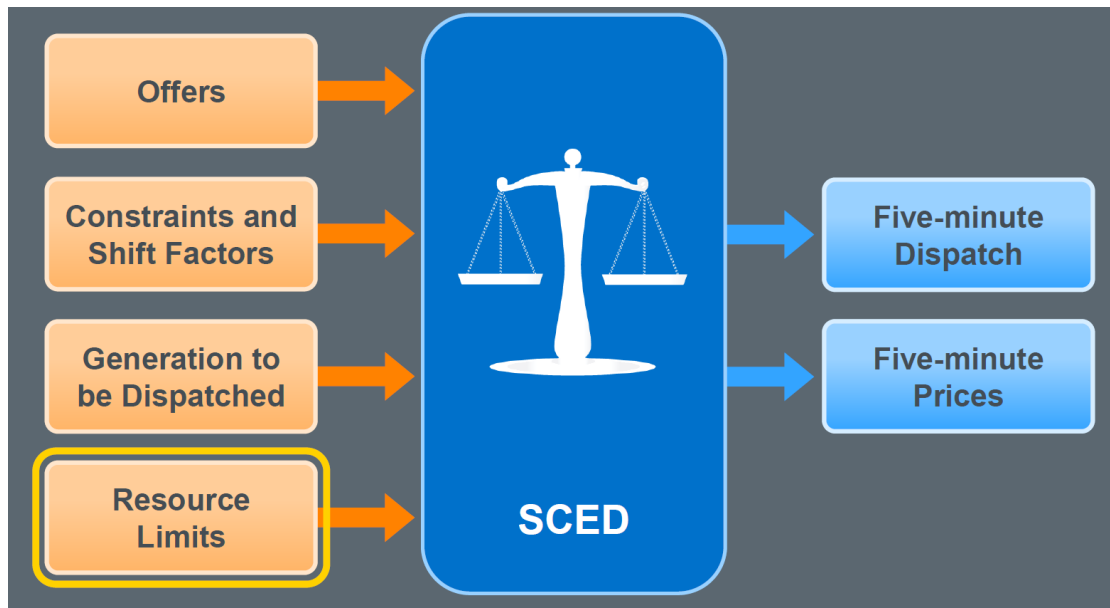 Offers
Constraints and
Shift Factors
Generation to
be Dispatched
Resource
Limits
SCED
Five-minute
Dispatch
Five-minute
Prices